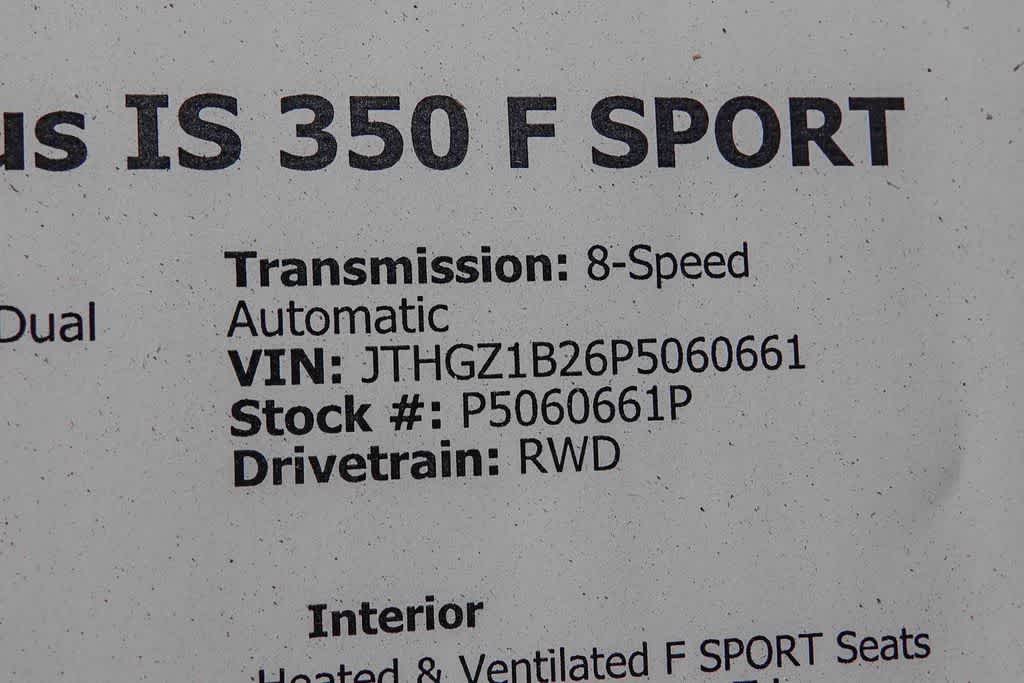 us IS 350 F SPORT
Transmission: 8-Speed
Dual
Automatic
VIN: JTHGZ1B26P5060661
Stock #: P5060661P
Drivetrain: RWD
Interior
Heated & Ventilated F SPORT Seats